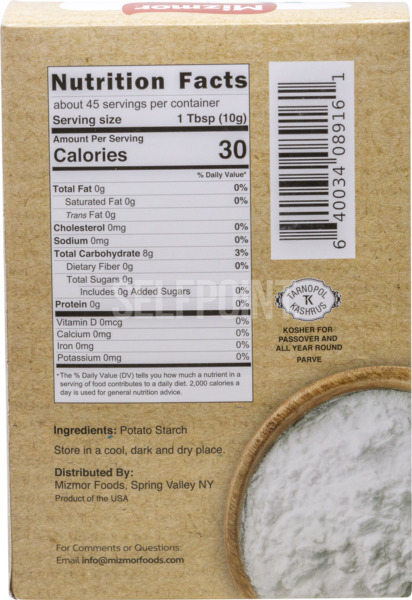 Mizmor
Nutrition Facts
about 45 servings per container
Serving size 1 Tbsp (10g)
Amount Per Serving
Calories 30
% Daily Value*
Total Fat 0g 0%
Saturated Fat 0g 0%
Trans Fat 0g
Cholesterol 0mg 0%
Sodium 0mg 0%
Total Carbohydrate 8g 3%
Dietary Fiber 0g 0%
Total Sugars 0g
Includes 0g Added Sugars 0%
Protein 0g 0%
Vitamin D 0mcg 0%
Calcium 0mg 0%
Iron 0mg 0%
Potassium 0mg 0%
*The % Daily Value (DV) tells you how much a nutrient in a
serving of food contributes to a daily diet. 2,000 calories a
day is used for general nutrition advice.
6 40034 08916 1
TARNOPOL
TK
KASHRUS
KOSHER FOR
PASSOVER AND
ALL YEAR ROUND
PARVE
SELFPOINT
Ingredients: Potato Starch
Store in a cool, dark and dry place.
Distributed By:
Mizmor Foods, Spring Valley NY
Product of the USA
For Comments or Questions:
Email info@mizmorfoods.com